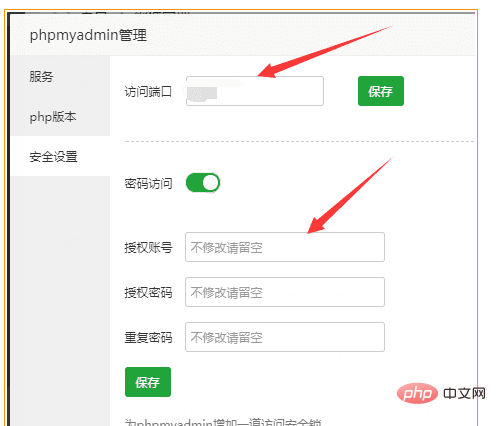 phpmyadmin管理
服务
php版本
安全设置
访问端口
保存
密码访问
授权账号 不修改请留空
授权密码 不修改请留空
重复密码 不修改请留空
保存
为phpmyadmin增加一道访问安全锁
php 中文网